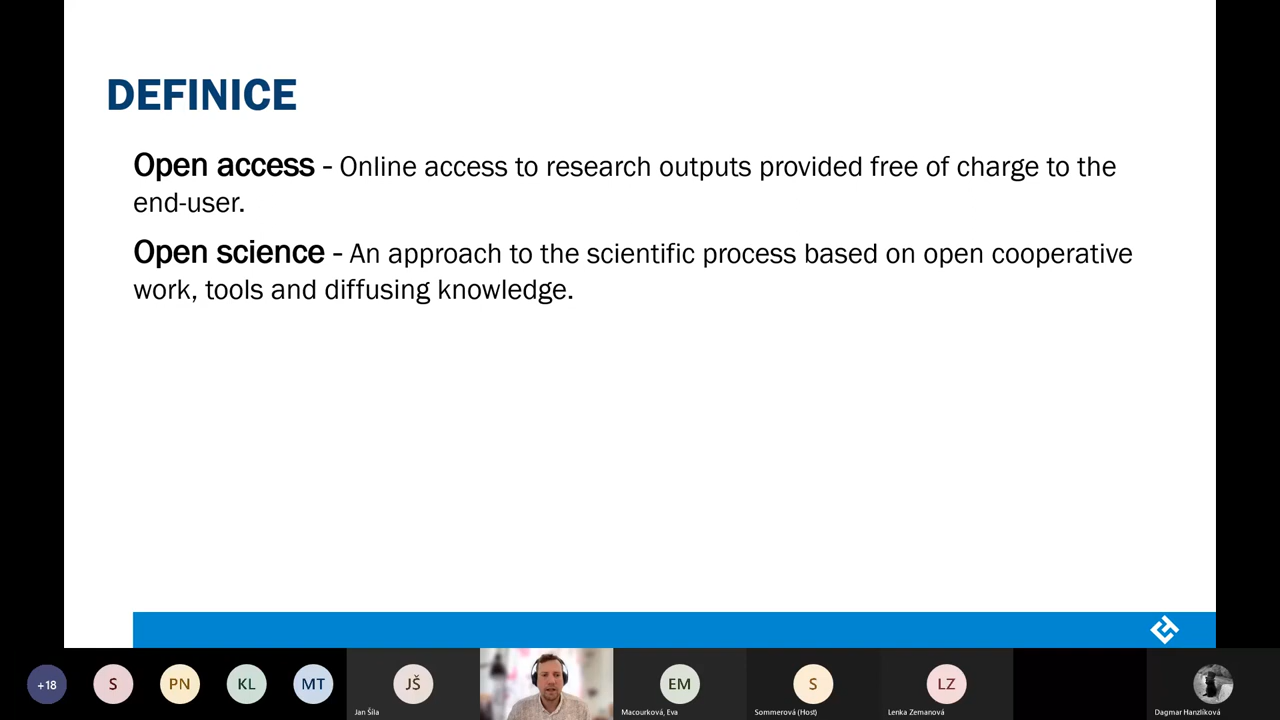 DEFINICE
Open access - Online access to research outputs provided free of charge to the
end-user.
Open science - An approach to the scientific process based on open cooperative
work, tools and diffusing knowledge.
+18
S
PN
KL
MT
JŠ
EM
S
LZ
Jan Šíla
Macourková, Eva
Sommerová (Host)
Lenka Zemanová
Dagmar Hanzlíková